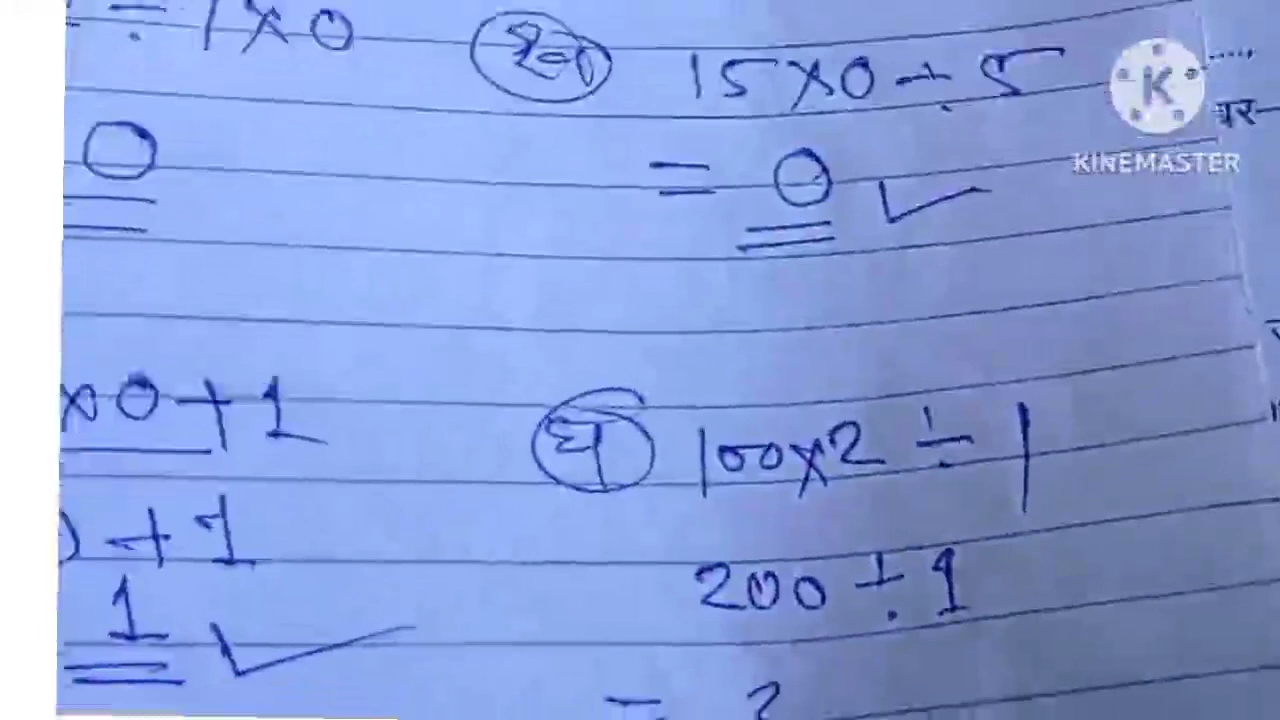 ÷ 1 × 0
0
(ख) 15 × 0 ÷ 5
= 0 ✓
× 0 + 1
+ 1
1 ✓
(घ) 100 × 2 ÷ 1
200 ÷ 1
=
K
KINEMASTER